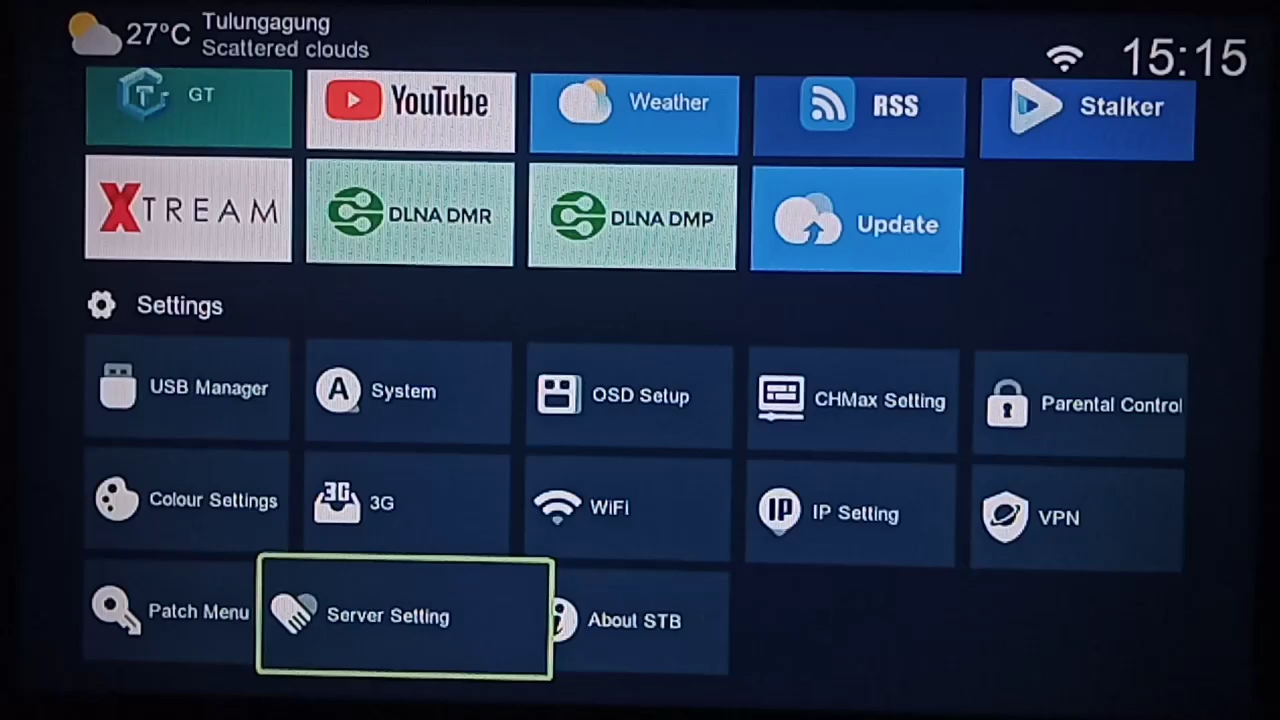 27°C
Tulungagung
Scattered clouds
15:15
GT
YouTube
Weather
RSS
Stalker
XTREAM
DLNA DMR
DLNA DMP
Update
Settings
USB Manager
A
System
OSD Setup
CHMax Setting
Parental Control
Colour Settings
3G
3G
WiFi
IP
IP Setting
VPN
Patch Menu
Server Setting
About STB